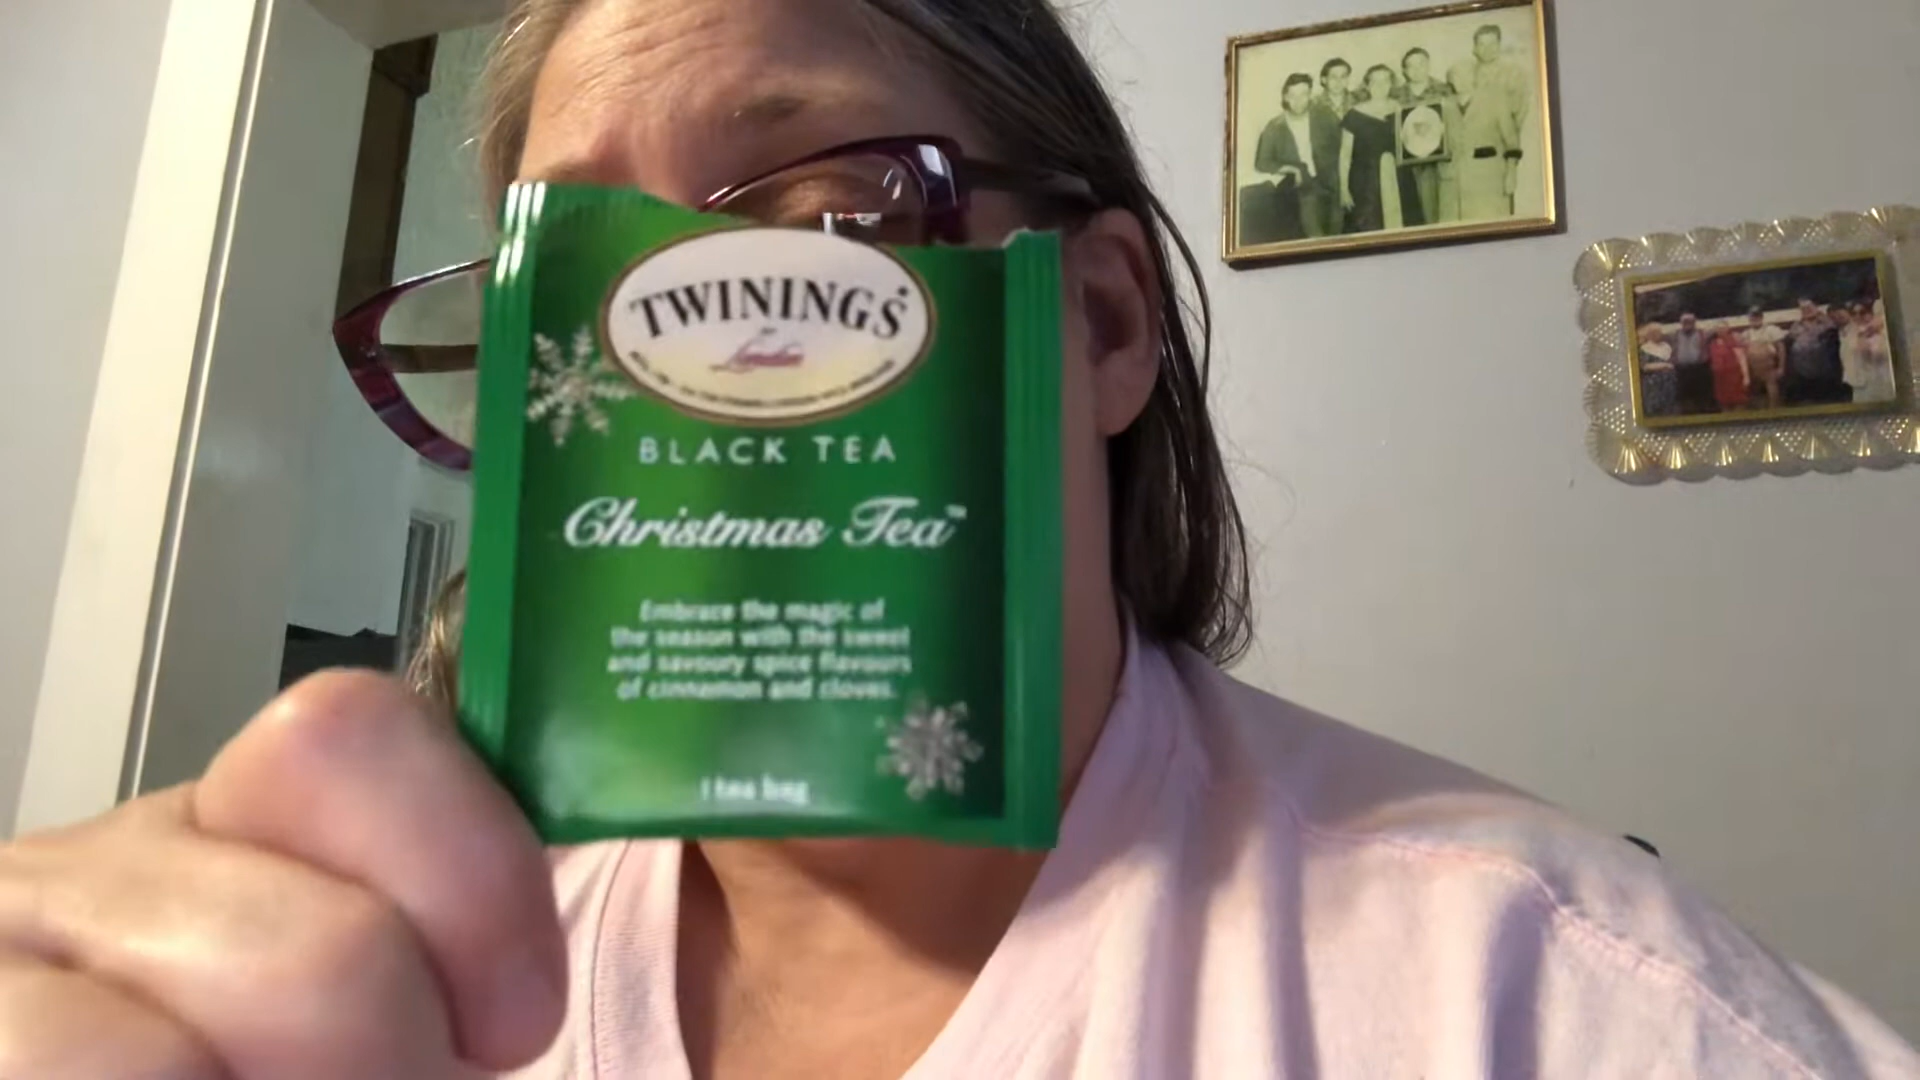 TWININGS
BLACK TEA
Christmas Tea™
Embrace the magic of
the season with the sweet
and savoury spice flavours
of cinnamon and cloves.
1 tea bag